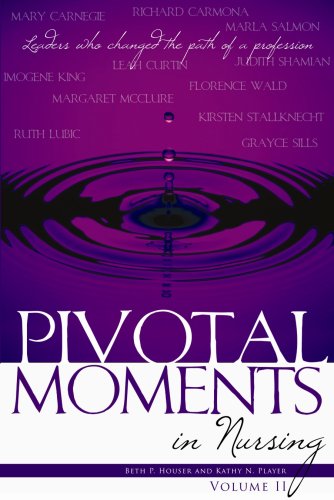 MARY CARNEGIE
RICHARD CARMONA
MARLA SALMON
Leaders who changed the path of a profession
LEAH CURTIN
JUDITH SHAMIAN
IMOGENE KING
FLORENCE WALD
MARGARET MCCLURE
KIRSTEN STALLKNECHT
RUTH LUBIC
GRAYCE SILLS
PIVOTAL
MOMENTS
in Nursing
BETH P. HOUSER AND KATHY N. PLAYER
VOLUME II